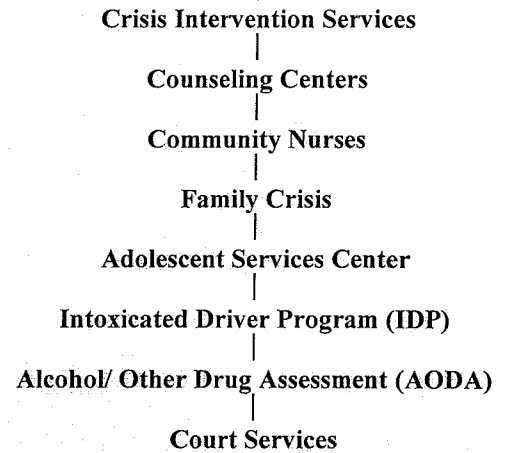 Crisis Intervention Services
Counseling Centers
Community Nurses
Family Crisis
Adolescent Services Center
Intoxicated Driver Program (IDP)
Alcohol/ Other Drug Assessment (AODA)
Court Services